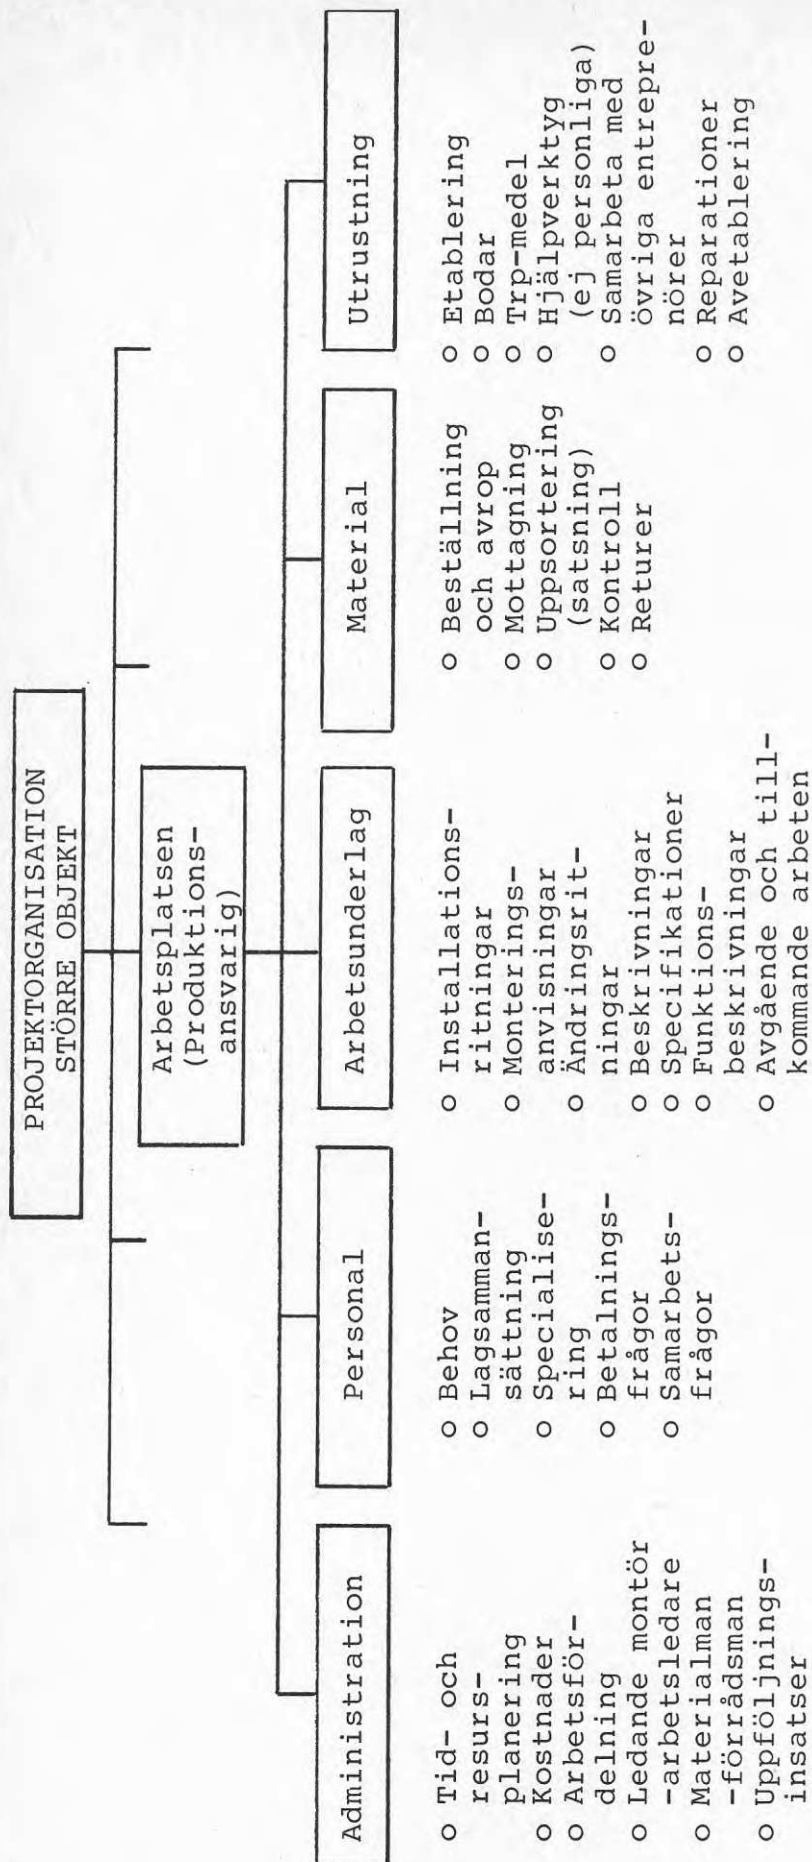 PROJEKTORGANISATION
STÖRRE OBJEKT
Arbetsplatsen
(Produktions-
ansvarig)
Administration
o Tid- och
resurs-
planering
o Kostnader
o Arbetsför-
delning
o Ledande montör
-arbetsledare
o Materialman
-förrådsman
o Uppföljnings-
insatser
Personal
o Behov
o Lagsamman-
sättning
o Specialise-
ring
o Betalnings-
frågor
o Samarbets-
frågor
Arbetsunderlag
o Installations-
ritningar
o Monterings-
anvisningar
o Ändringsrit-
ningar
o Beskrivningar
o Specifikationer
o Funktions-
beskrivningar
o Avgående och till-
kommande arbeten
Material
o Beställning
och avrop
o Mottagning
o Uppsortering
(satsning)
o Kontroll
o Returer
Utrustning
o Etablering
o Bodar
o Trp-medel
o Hjälpverktyg
(ej personliga)
o Samarbeta med
övriga entrepre-
nörer
o Reparationer
o Avetablering